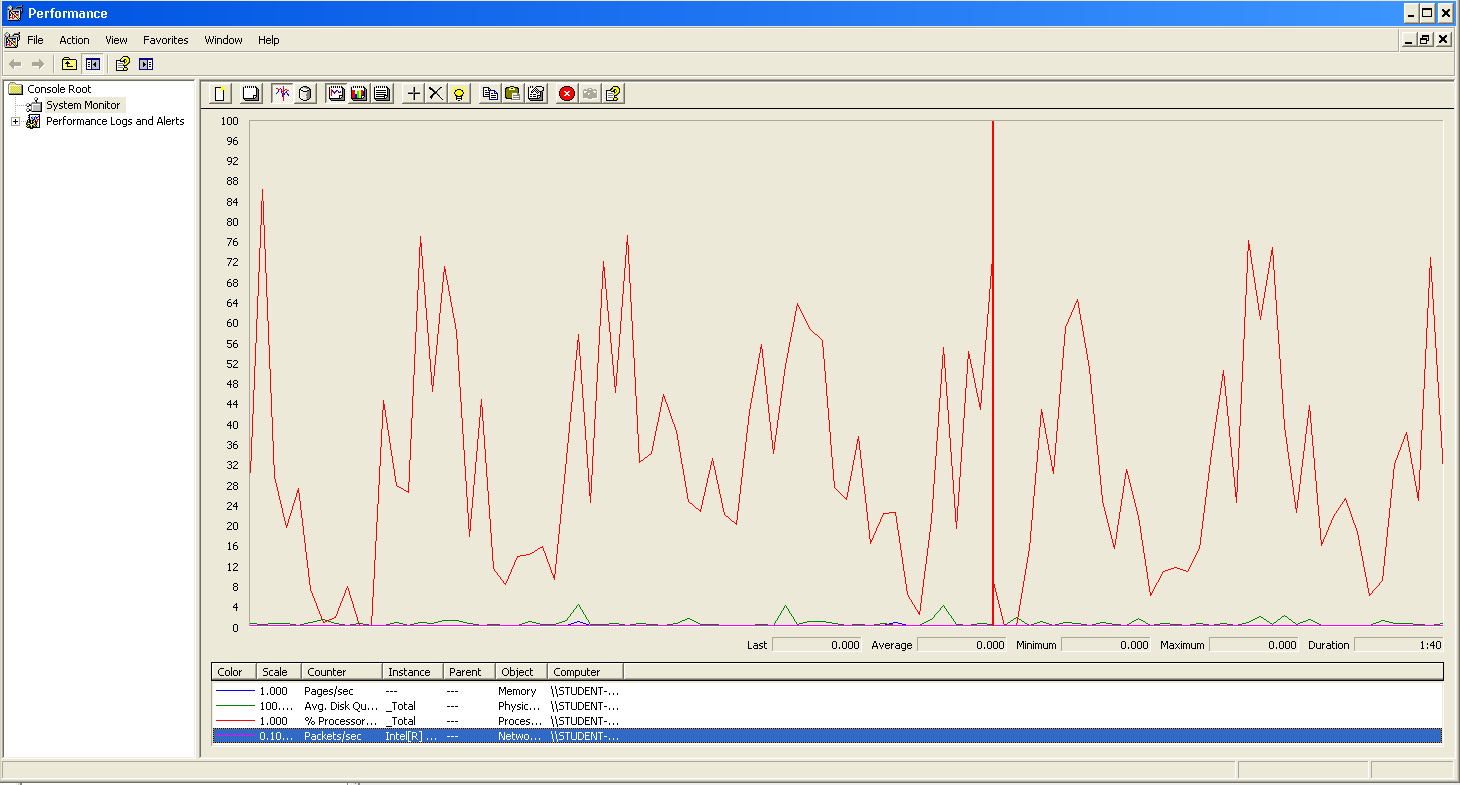 Performance
File Action View Favorites Window Help
Console Root
System Monitor
Performance Logs and Alerts
100
96
92
88
84
80
76
72
68
64
60
56
52
48
44
40
36
32
28
24
20
16
12
8
4
0
Last 0.000 Average 0.000 Minimum 0.000 Maximum 0.000 Duration 1:40
Color Scale Counter Instance Parent Object Computer
1.000 Pages/sec --- --- Memory \\STUDENT-...
100.... Avg. Disk Qu... _Total --- Physic... \\STUDENT-...
1.000 % Processor... _Total --- Proces... \\STUDENT-...
0.10... Packets/sec Intel[R] ... --- Netwo... \\STUDENT-...